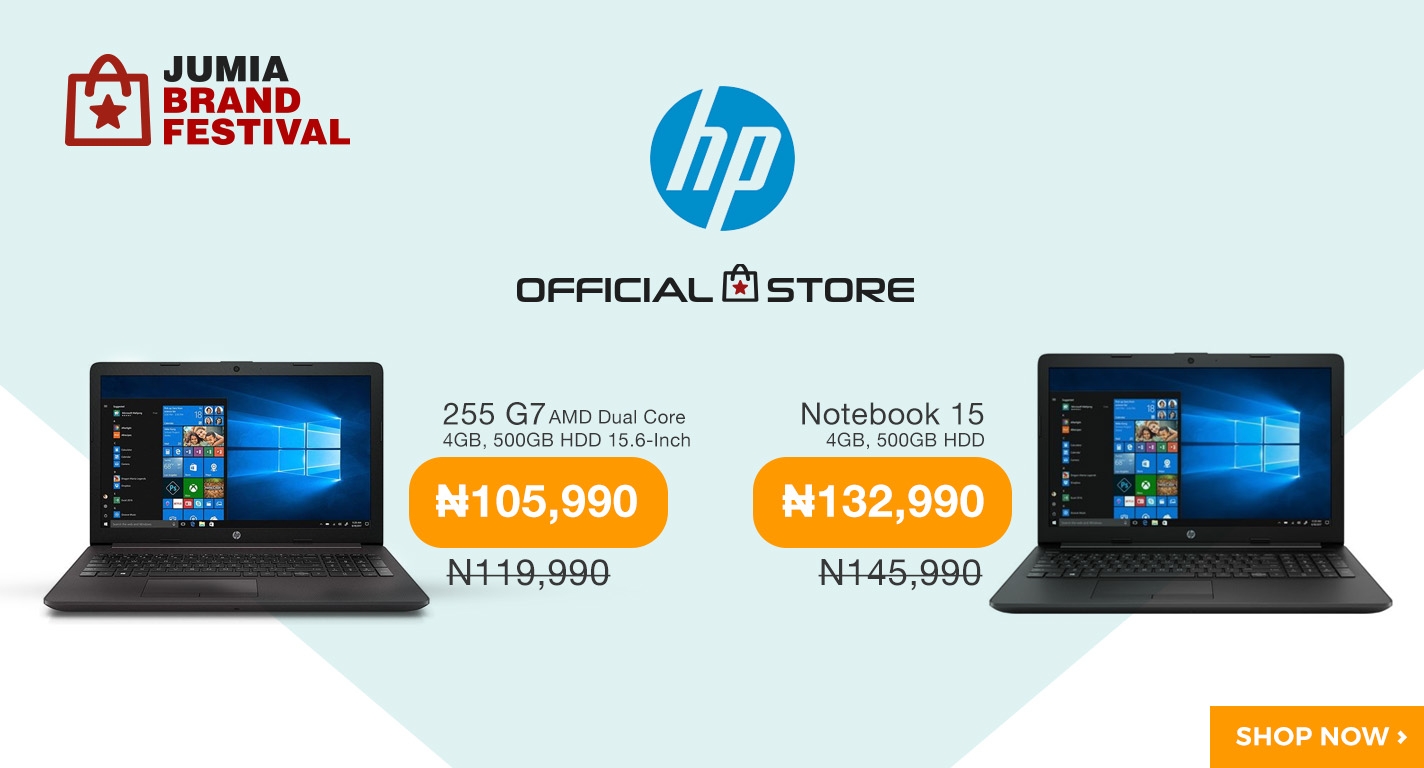 JUMIA
BRAND
FESTIVAL
hp
OFFICIAL STORE
255 G7 AMD Dual Core
4GB, 500GB HDD 15.6-Inch
₦105,990
N119,990
Notebook 15
4GB, 500GB HDD
₦132,990
N145,990
SHOP NOW ›